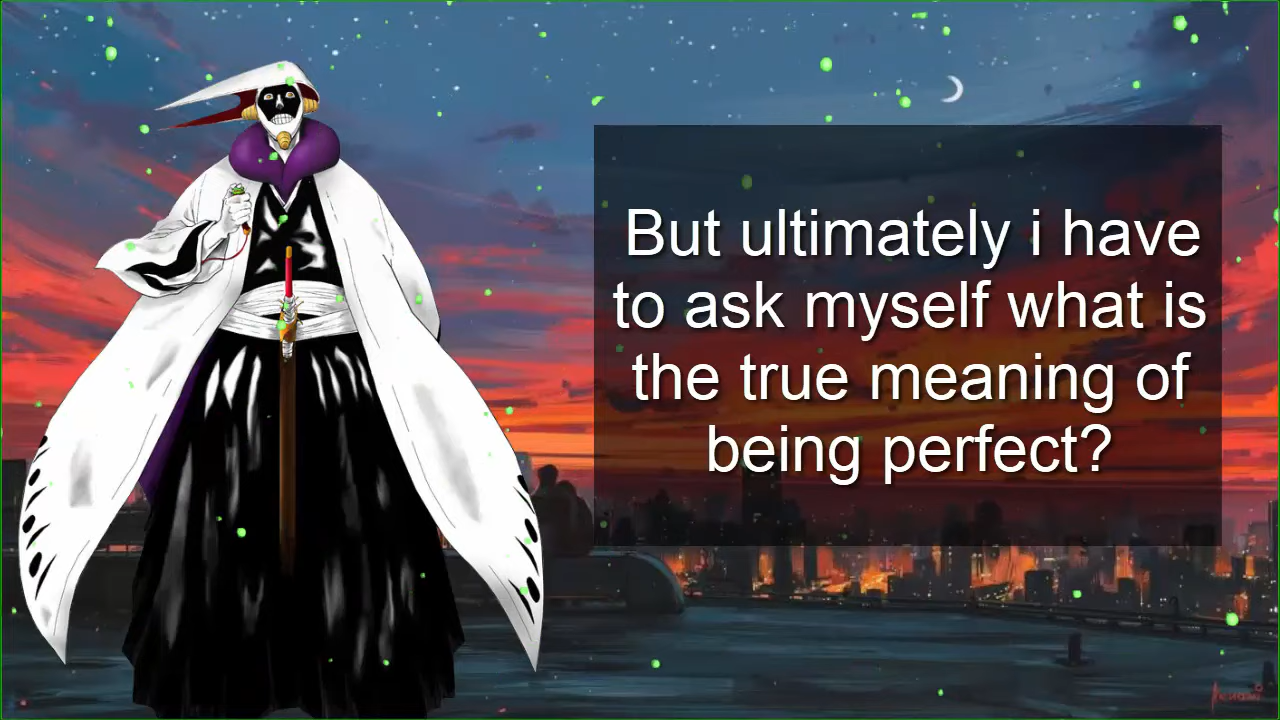 But ultimately i have
to ask myself what is
the true meaning of
being perfect?